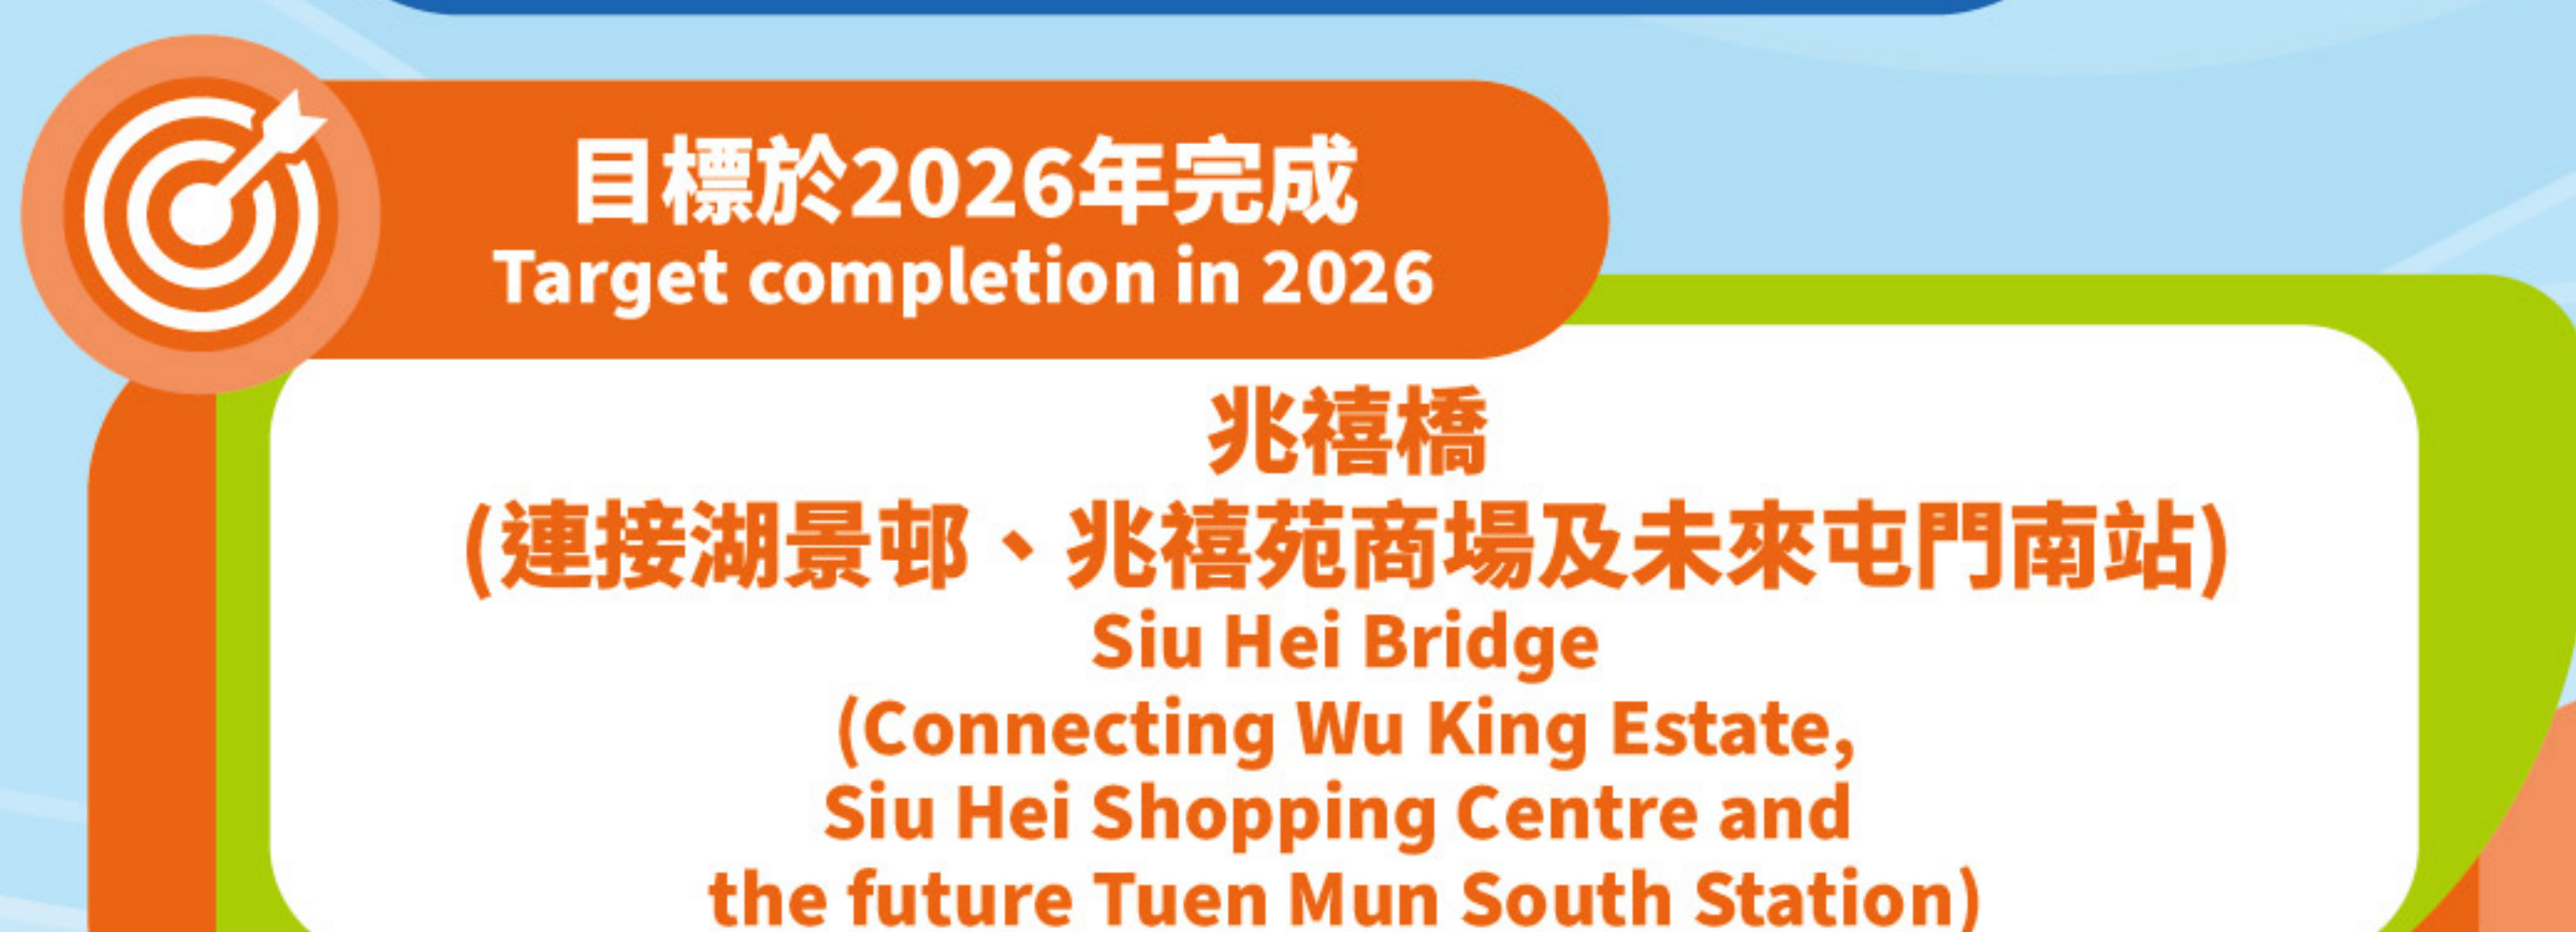 目標於2026年完成
Target completion in 2026
兆禧橋
(連接湖景邨、兆禧苑商場及未來屯門南站)
Siu Hei Bridge
(Connecting Wu King Estate,
Siu Hei Shopping Centre and
the future Tuen Mun South Station)